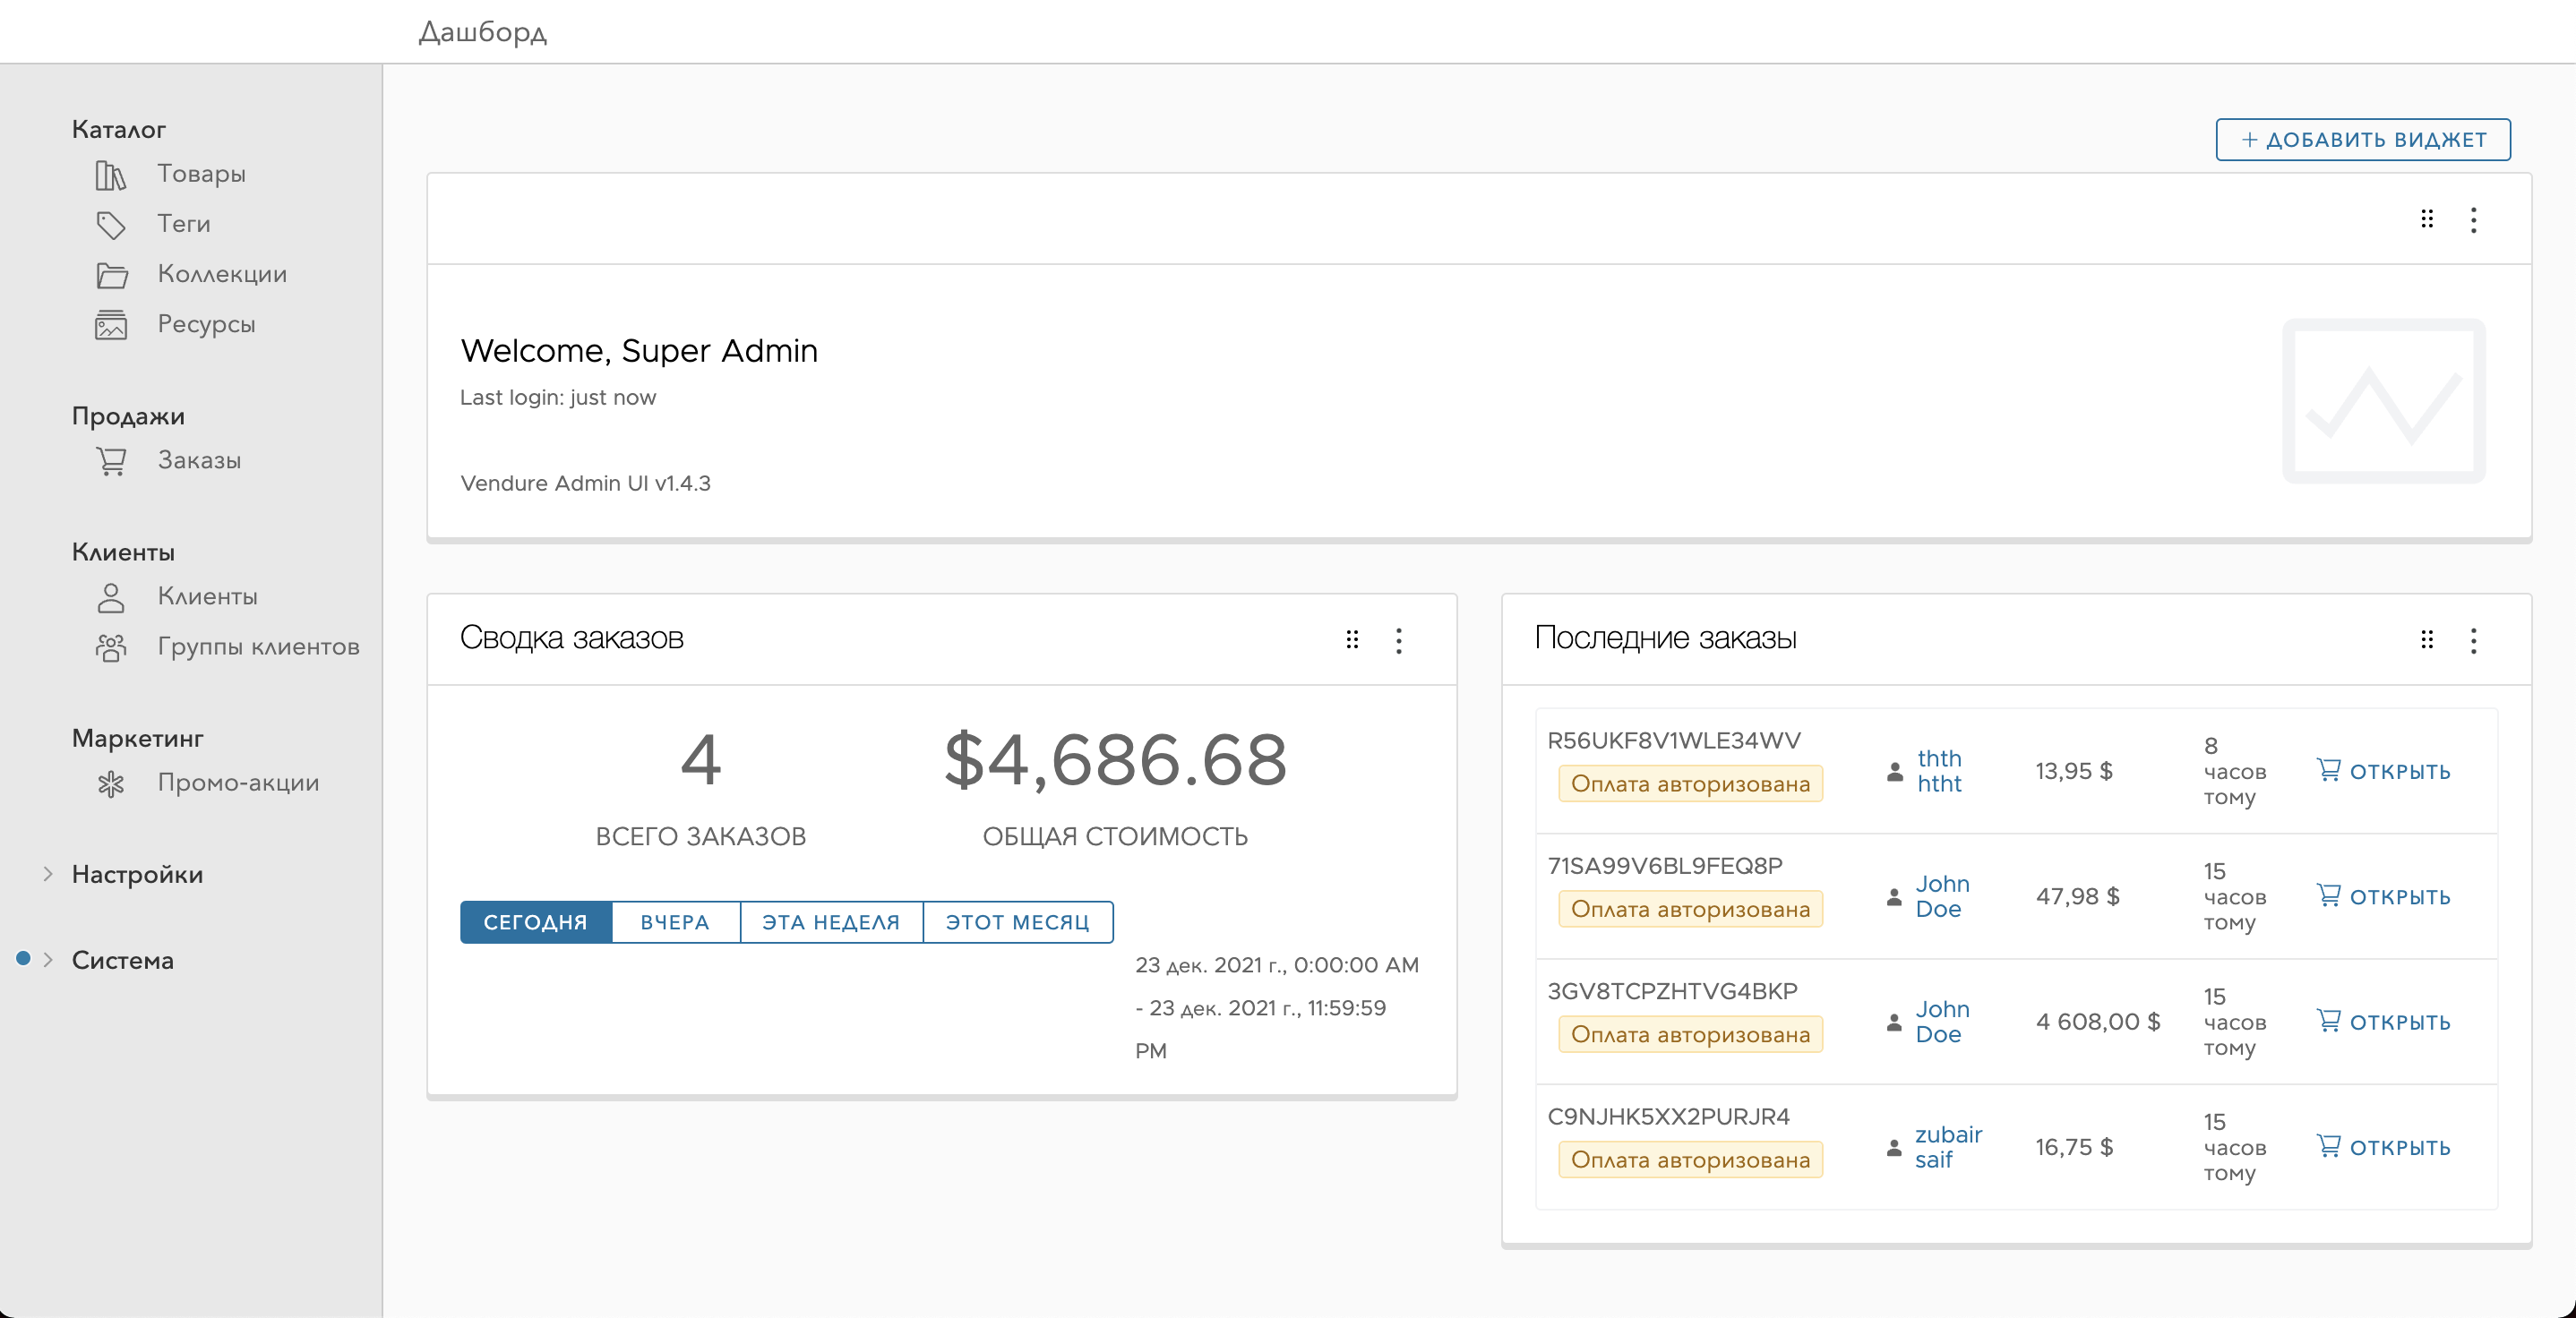 Дашборд
Каталог
Товары
Теги
Коллекции
Ресурсы
Продажи
Заказы
Клиенты
Клиенты
Группы клиентов
Маркетинг
Промо-акции
Настройки
Система
+ ДОБАВИТЬ ВИДЖЕТ
Welcome, Super Admin
Last login: just now
Vendure Admin UI v1.4.3
Сводка заказов
4
ВСЕГО ЗАКАЗОВ
$4,686.68
ОБЩАЯ СТОИМОСТЬ
СЕГОДНЯ ВЧЕРА ЭТА НЕДЕЛЯ ЭТОТ МЕСЯЦ
23 дек. 2021 г., 0:00:00 AM
- 23 дек. 2021 г., 11:59:59
PM
Последние заказы
R56UKF8V1WLE34WV
Оплата авторизована
thth
htht
13,95 $
8
часов
тому
ОТКРЫТЬ
71SA99V6BL9FEQ8P
Оплата авторизована
John
Doe
47,98 $
15
часов
тому
ОТКРЫТЬ
3GV8TCPZHTVG4BKP
Оплата авторизована
John
Doe
4 608,00 $
15
часов
тому
ОТКРЫТЬ
C9NJHK5XX2PURJR4
Оплата авторизована
zubair
saif
16,75 $
15
часов
тому
ОТКРЫТЬ